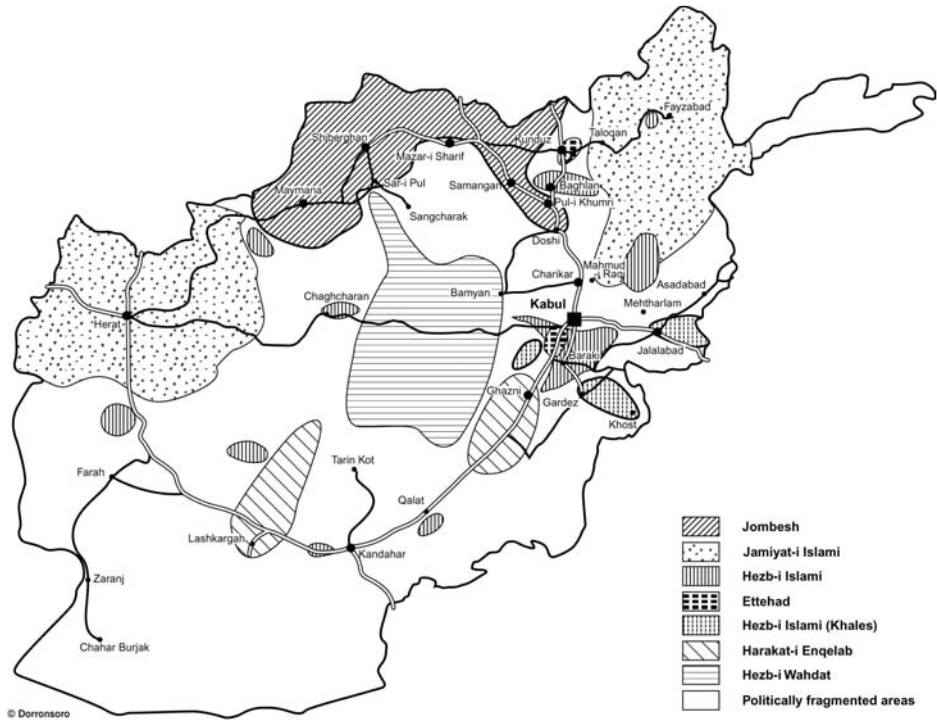 Fayzabad
Taloqan
Kunduz
Shiberghan
Mazar-i Sharif
Baghlan
Samangan
Sar-i Pul
Maymana
Pul-i Khumri
Sangcharak
Doshi
Mahmud
-i Raqi
Charikar
Asadabad
Bamyan
Mehtharlam
Chaghcharan
Kabul
Herat
Jalalabad
Baraki
Ghazni
Gardez
Khost
Tarin Kot
Farah
Qalat
Lashkargah
Kandahar
Zaranj
Chahar Burjak
Jombesh
Jamiyat-i Islami
Hezb-i Islami
Ettehad
Hezb-i Islami (Khales)
Harakat-i Enqelab
Hezb-i Wahdat
Politically fragmented areas
© Dorronsoro